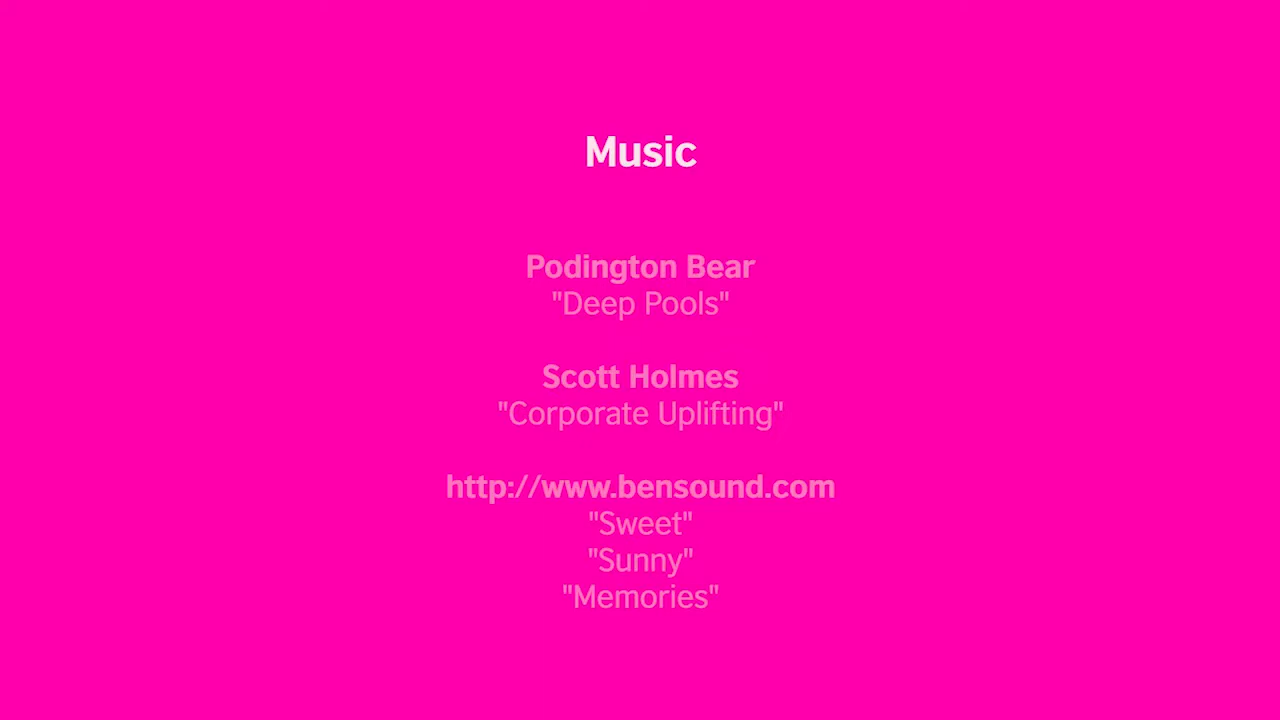 Music
Podington Bear
"Deep Pools"
Scott Holmes
"Corporate Uplifting"
http://www.bensound.com
"Sweet"
"Sunny"
"Memories"